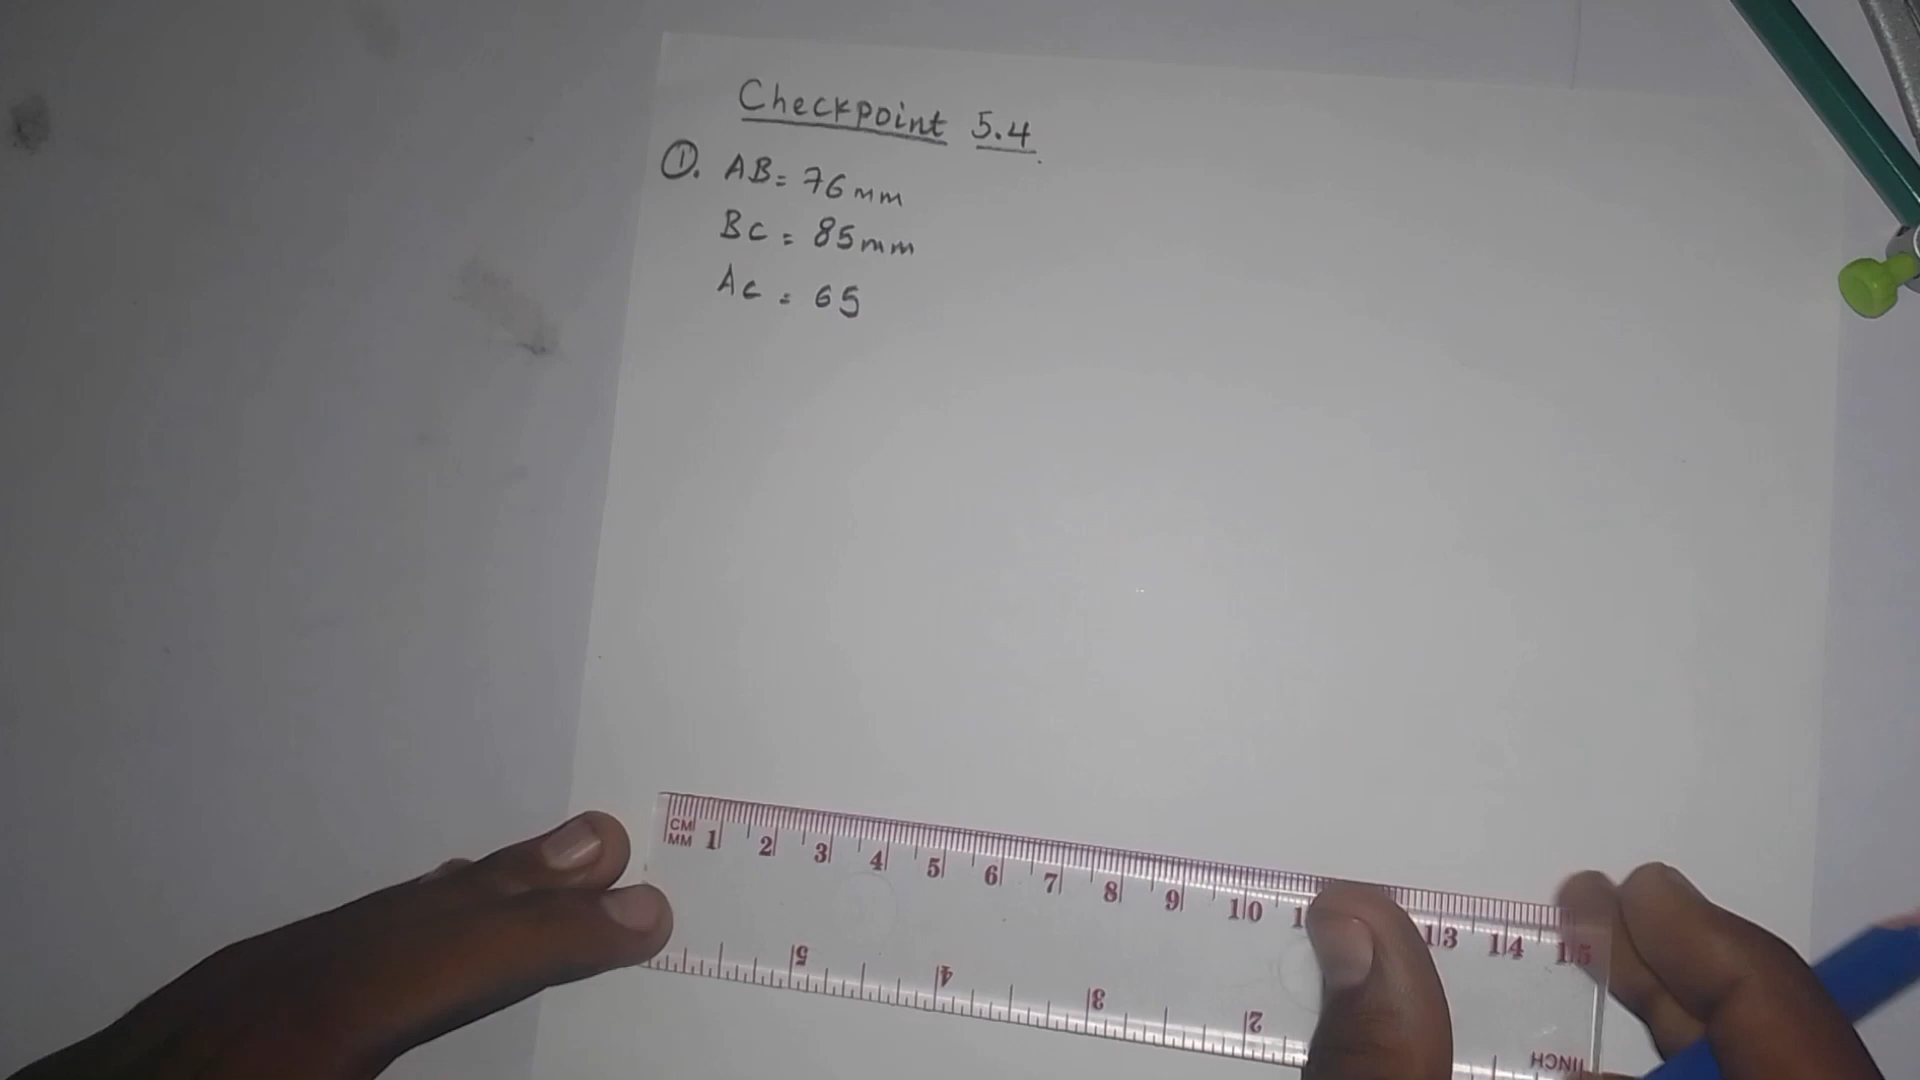 Checkpoint 5.4.
①. AB = 76mm
BC = 85mm
AC = 65
CM 1 2 3 4 5 6 7 8 9 10 1 13 14 15
MM
5 4 3 2
INCH